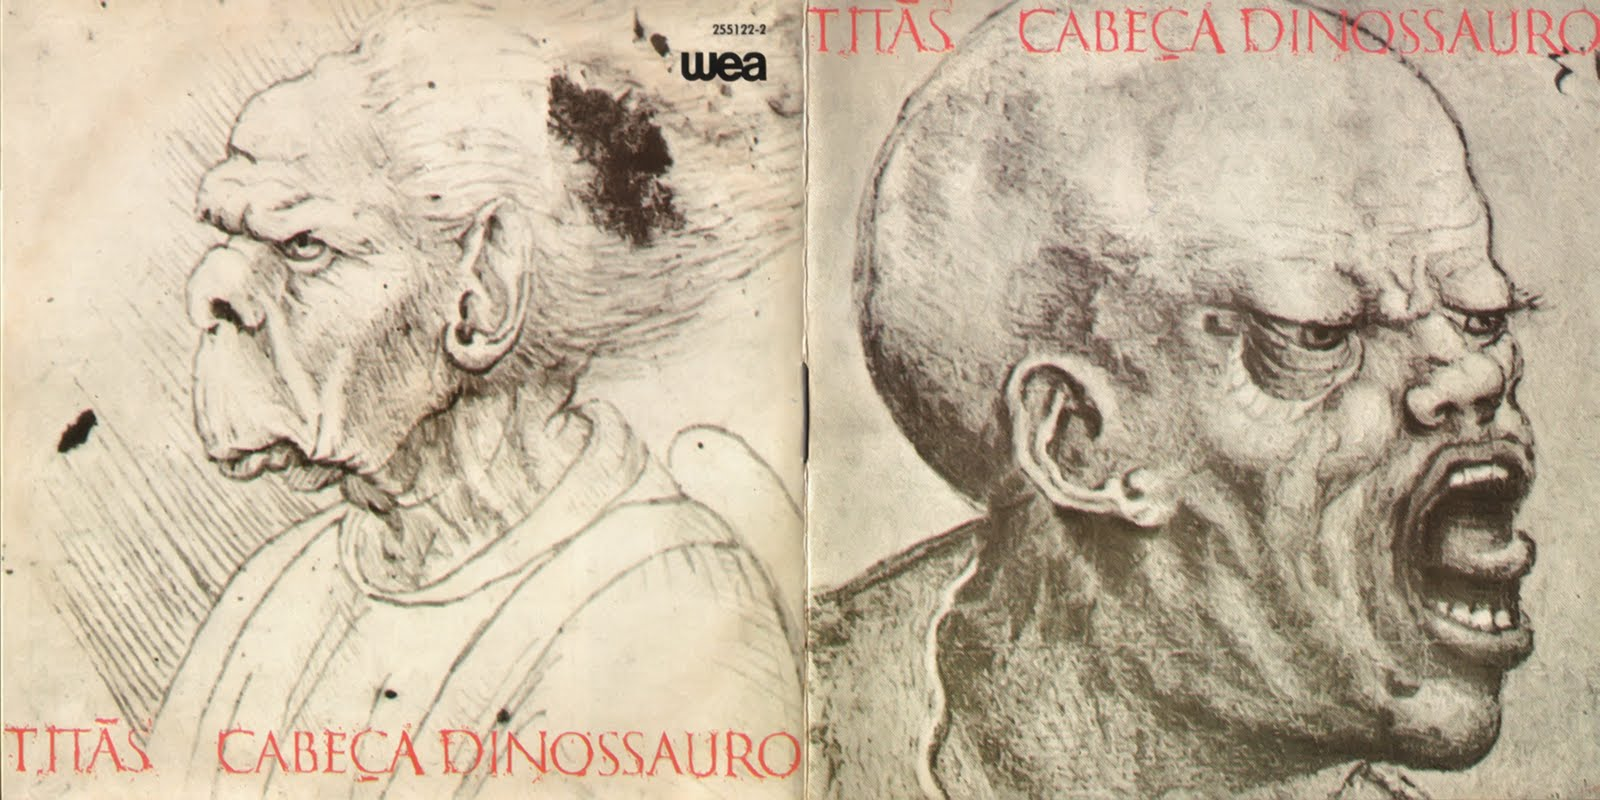 255122-2
wea
TITÃS CABEÇA DINOSSAURO
TITÃS CABEÇA DINOSSAURO